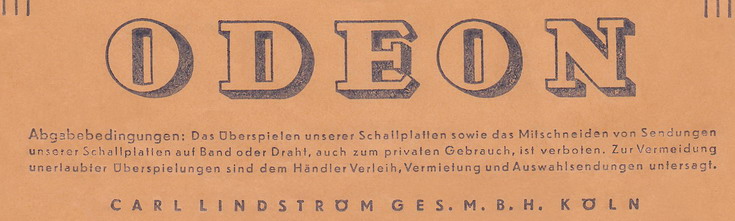 ODEON
Abgabebedingungen: Das Überspielen unserer Schallplatten sowie das Mitschneiden von Sendungen
unserer Schallplatten auf Band oder Draht, auch zum privaten Gebrauch, ist verboten. Zur Vermeidung
unerlaubter Überspielungen sind dem Händler Verleih, Vermietung und Auswahlsendungen untersagt.
CARL LINDSTRÖM GES. M. B. H. KÖLN